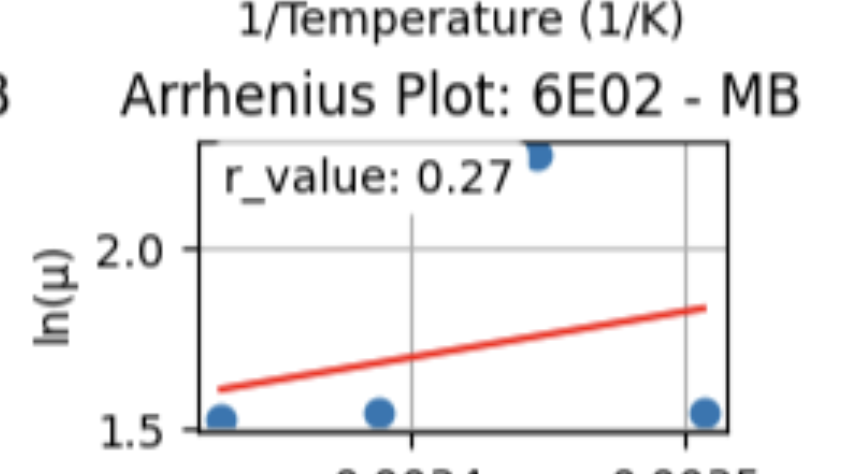 1/Temperature (1/K)
Arrhenius Plot: 6E02 - MB
r_value: 0.27
2.0
ln(μ)
1.5